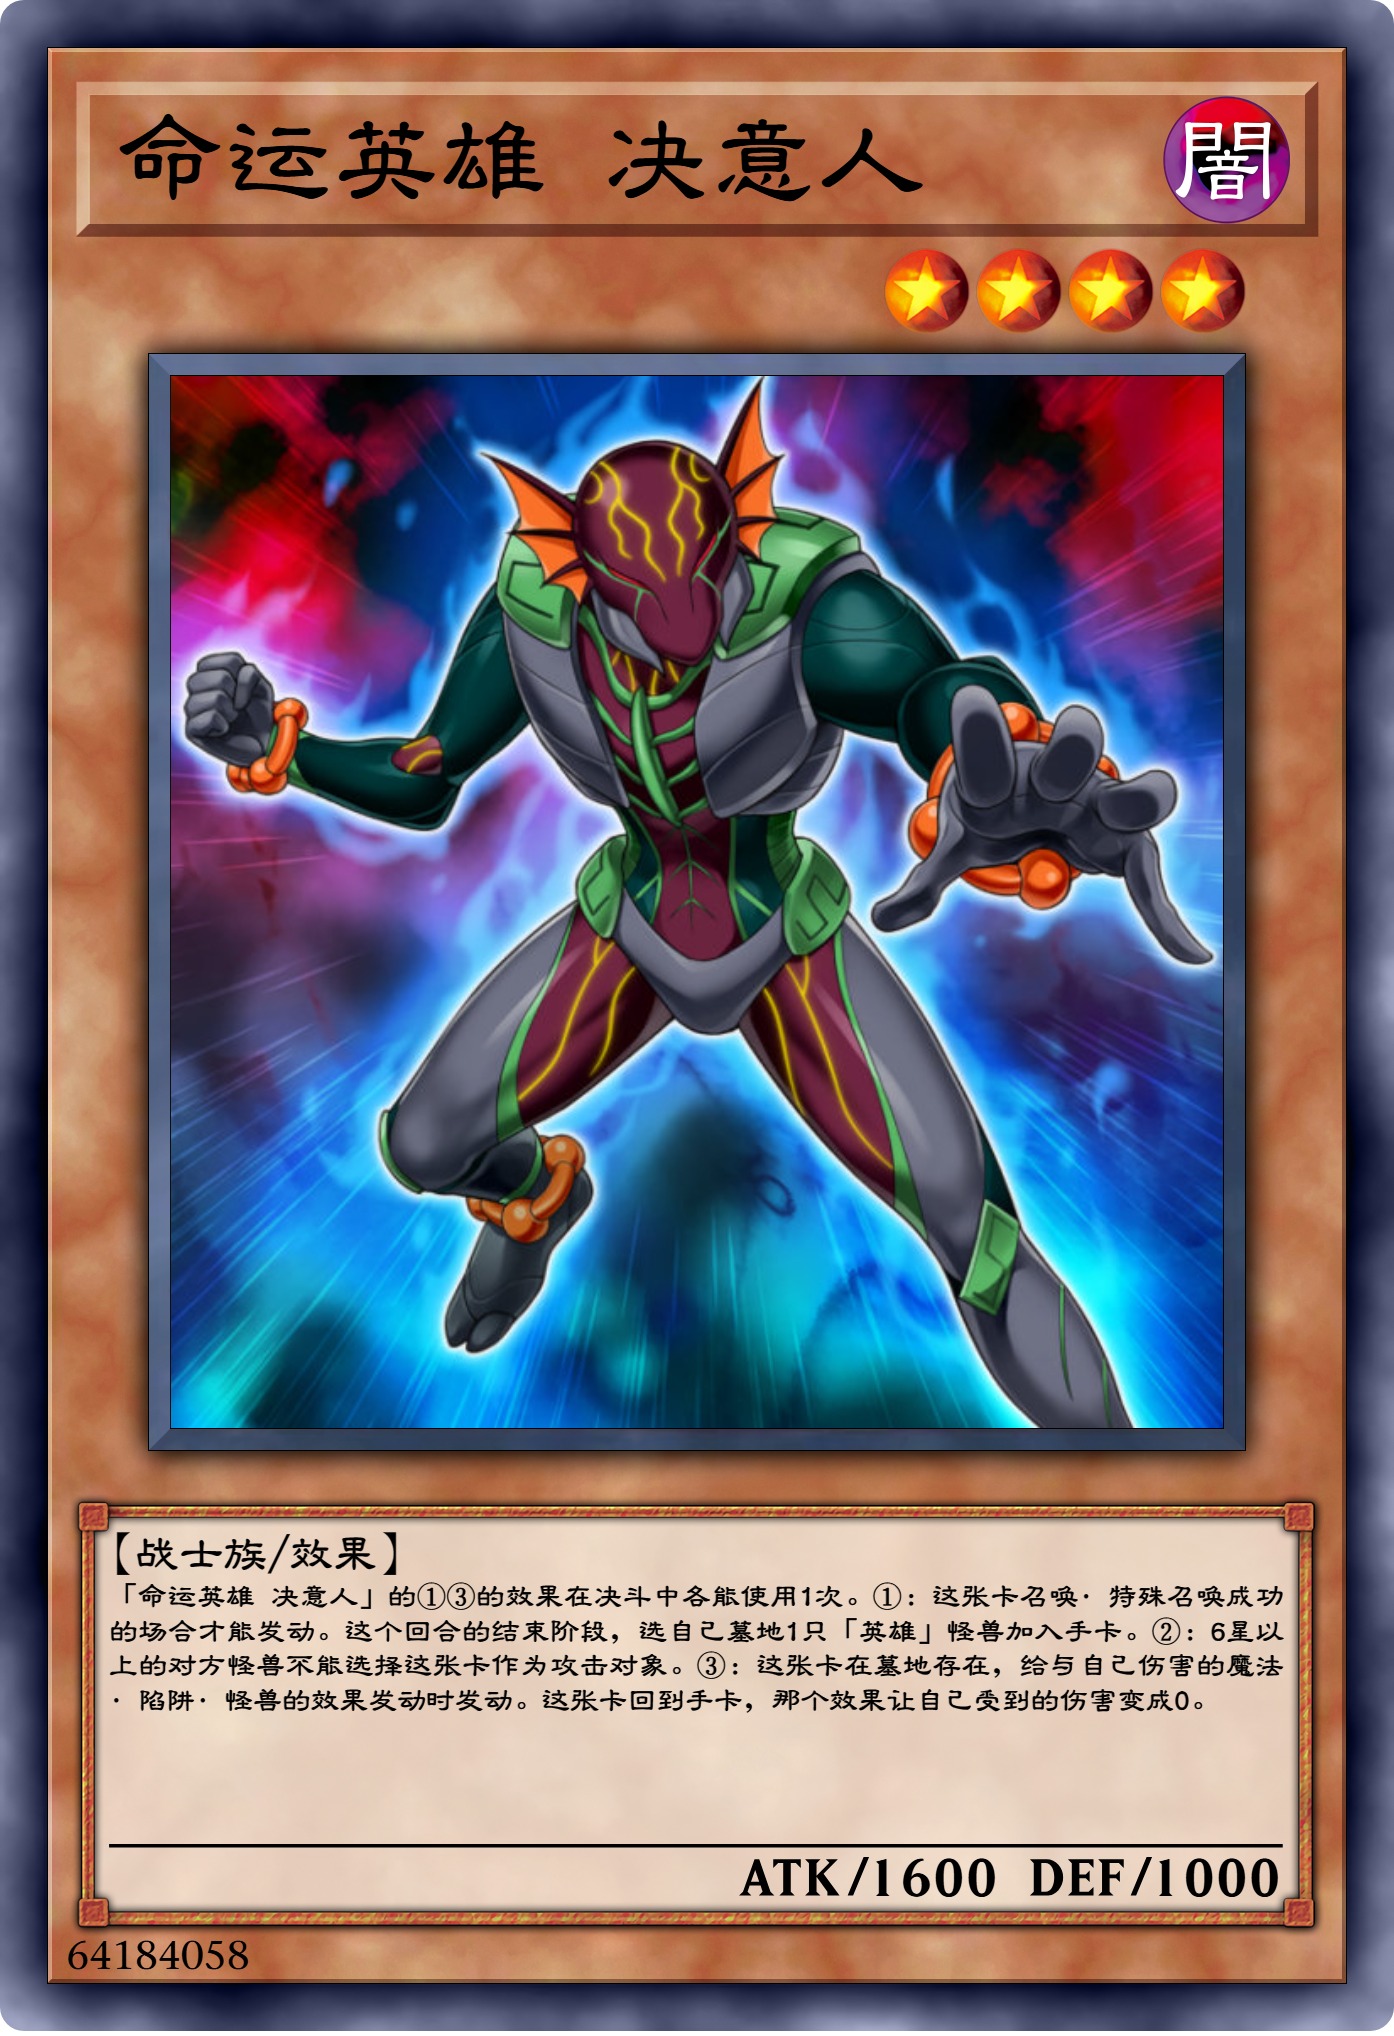 命运英雄 决意人
闇
【战士族/效果】
「命运英雄 决意人」的①③的效果在决斗中各能使用1次。①：这张卡召唤·特殊召唤成功
的场合才能发动。这个回合的结束阶段，选自己墓地1只「英雄」怪兽加入手卡。②：6星以
上的对方怪兽不能选择这张卡作为攻击对象。③：这张卡在墓地存在，给与自己伤害的魔法
·陷阱·怪兽的效果发动时发动。这张卡回到手卡，那个效果让自己受到的伤害变成0。
ATK/1600 DEF/1000
64184058